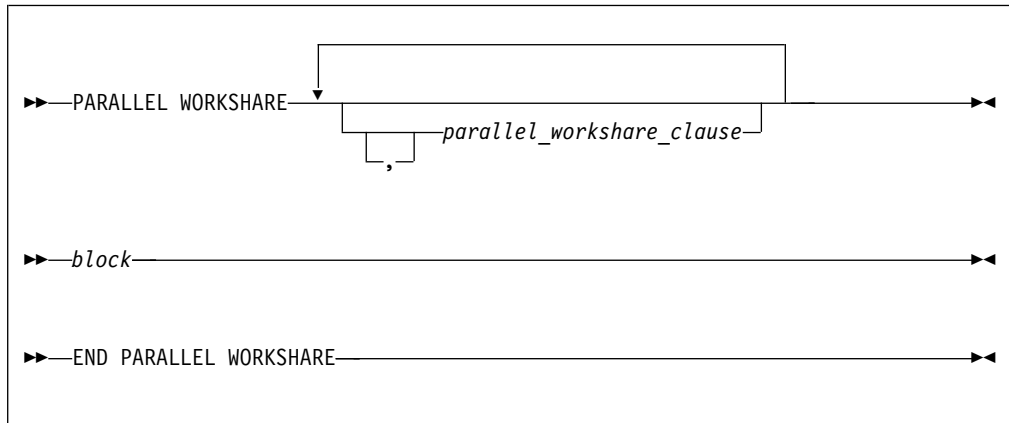 PARALLEL WORKSHARE
parallel_workshare_clause
,
block
END PARALLEL WORKSHARE